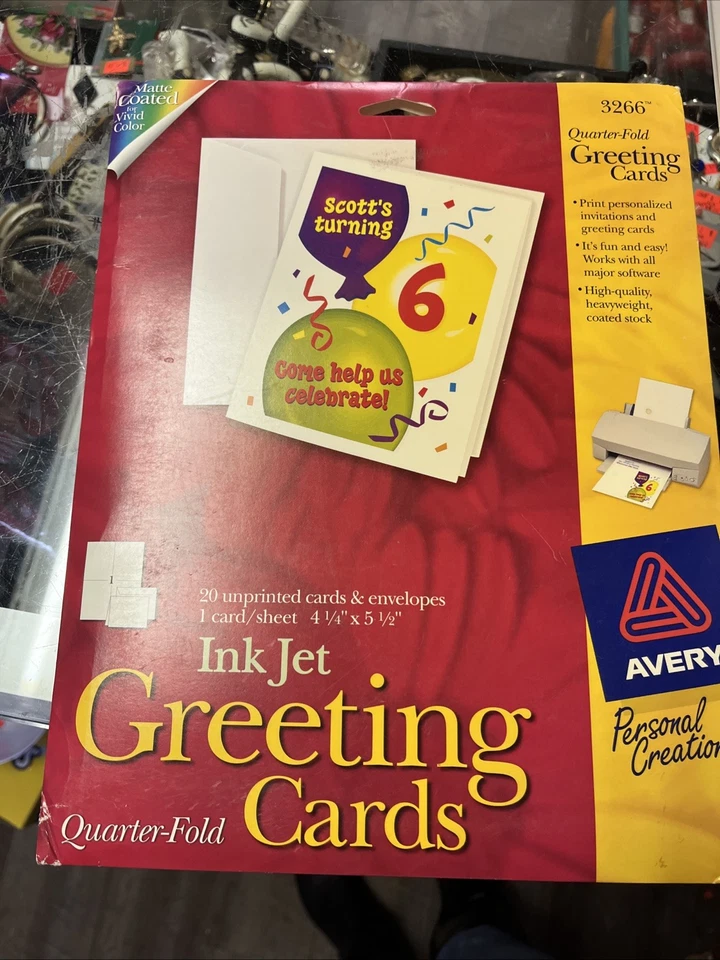 Matte
Coated
for
Vivid
Color
3266™
Quarter-Fold
Greeting
Cards
• Print personalized
invitations and
greeting cards
• It's fun and easy!
Works with all
major software
• High-quality,
heavyweight,
coated stock
Scott's
turning
6
Come help us
celebrate!
1
20 unprinted cards & envelopes
1 card/sheet 4 ¼" x 5 ½"
Ink Jet
Greeting
Cards
Quarter-Fold
AVERY
Personal
Creation